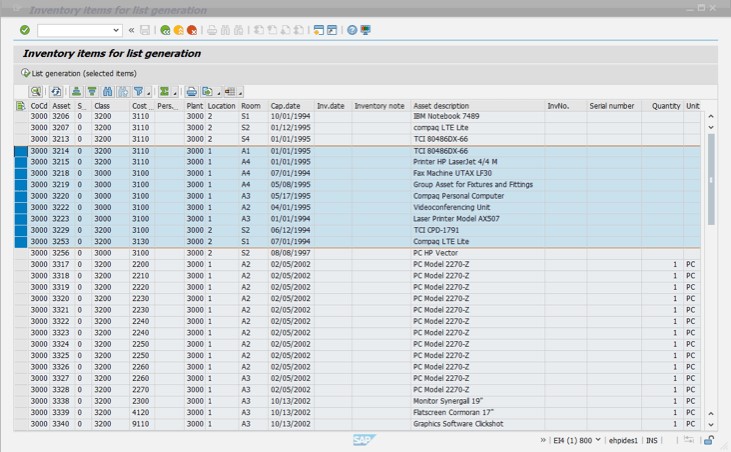 Inventory items for list generation
«
Inventory items for list generation
List generation (selected items)
CoCd Asset S_ Class Cost _ Pers._ Plant Location Room Cap.date Inv.date Inventory note Asset description InvNo. Serial number Quantity Unit
3000 3206 0 3200 3110 3000 2 S1 10/01/1994 IBM Notebook 7489
3000 3207 0 3200 3110 3000 2 S2 01/12/1995 compaq LTE Lite
3000 3213 0 3200 3110 3000 2 S4 01/01/1995 TCI 80486DX-66
3000 3214 0 3200 3110 3000 1 A1 01/01/1995 TCI 80486DX-66
3000 3215 0 3200 3110 3000 1 A4 01/01/1995 Printer HP LaserJet 4/4 M
3000 3218 0 3200 3100 3000 1 A4 07/01/1994 Fax Machine UTAX LF30
3000 3219 0 3200 3100 3000 1 A4 05/08/1995 Group Asset for Fixtures and Fittings
3000 3220 0 3000 3100 3000 1 A3 05/17/1995 Compaq Personal Computer
3000 3222 0 3000 3100 3000 1 A2 04/01/1995 Videoconferencing Unit
3000 3223 0 3000 3100 3000 1 A3 01/01/1994 Laser Printer Model AX507
3000 3229 0 3200 3100 3000 2 S2 06/12/1994 TCI CPD-1791
3000 3253 0 3200 3130 3000 2 S1 07/01/1994 Compaq LTE Lite
3000 3256 0 3200 3100 3000 2 S2 08/08/1997 PC HP Vector
3000 3317 0 3200 2200 3000 1 A2 02/05/2002 PC Model 2270-Z 1 PC
3000 3318 0 3200 2210 3000 1 A2 02/05/2002 PC Model 2270-Z 1 PC
3000 3319 0 3200 2220 3000 1 A2 02/05/2002 PC Model 2270-Z 1 PC
3000 3320 0 3200 2230 3000 1 A2 02/05/2002 PC Model 2270-Z 1 PC
3000 3321 0 3200 2230 3000 1 A2 02/05/2002 PC Model 2270-Z 1 PC
3000 3322 0 3200 2240 3000 1 A2 02/05/2002 PC Model 2270-Z 1 PC
3000 3323 0 3200 2240 3000 1 A2 02/05/2002 PC Model 2270-Z 1 PC
3000 3324 0 3200 2250 3000 1 A2 02/05/2002 PC Model 2270-Z 1 PC
3000 3325 0 3200 2250 3000 1 A2 02/05/2002 PC Model 2270-Z 1 PC
3000 3326 0 3200 2260 3000 1 A2 02/05/2002 PC Model 2270-Z 1 PC
3000 3327 0 3200 2260 3000 1 A3 02/05/2002 PC Model 2270-Z 1 PC
3000 3328 0 3200 2270 3000 1 A3 02/05/2002 PC Model 2270-Z 1 PC
3000 3338 0 3200 2300 3000 1 A3 10/13/2002 Monitor Synergall 19"
3000 3339 0 3200 4120 3000 1 A3 10/13/2002 Flatscreen Cormoran 17"
3000 3340 0 3200 9110 3000 1 A3 10/13/2002 Graphics Software Clickshot
SAP » EI4 (1) 800 ehpides1 INS